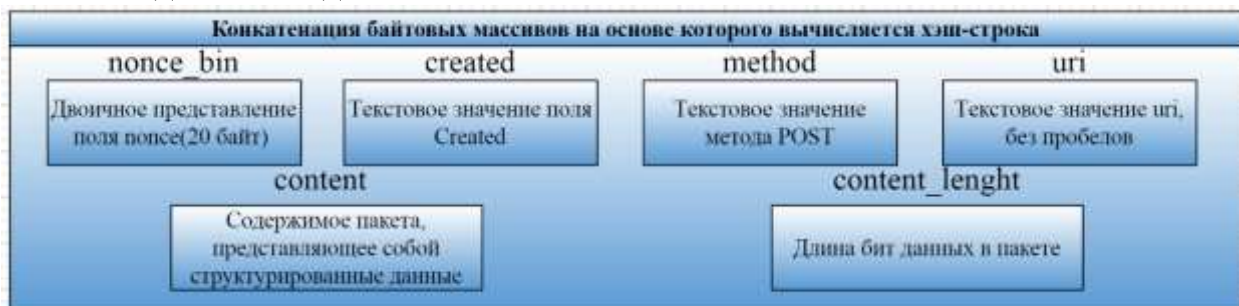 Конкатенация байтовых массивов на основе которого вычисляется хэш-строка
nonce_bin
created
method
uri
Двоичное представление
поля nonce(20 байт)
Текстовое значение поля
Created
Текстовое значение
метода POST
Текстовое значение uri,
без пробелов
content
content_lenght
Содержимое пакета,
представляющее собой
структурированные данные
Длина бит данных в пакете